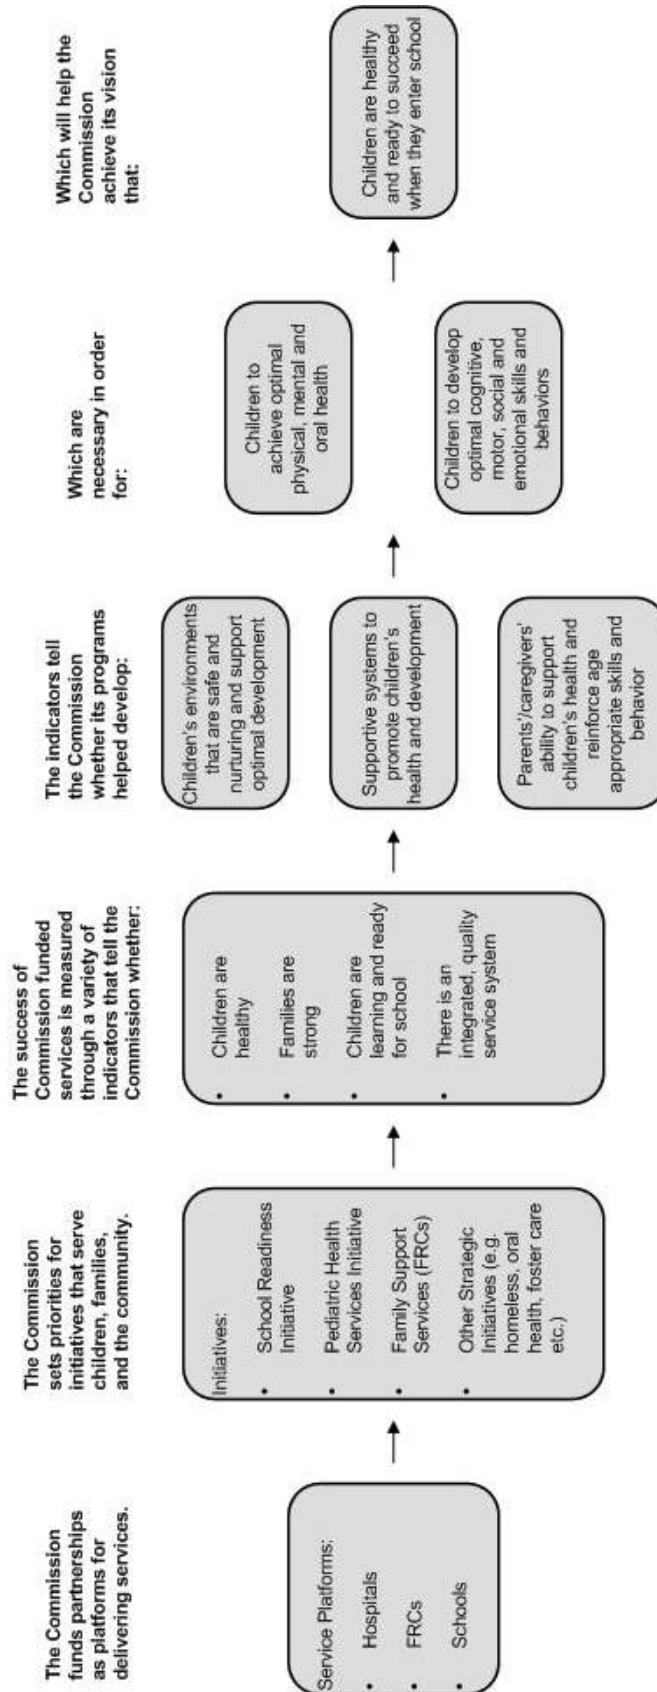 The Commission
funds partnerships
as platforms for
delivering services.
Service Platforms:
• Hospitals
• FRCs
• Schools
The Commission
sets priorities for
initiatives that serve
children, families,
and the community.
Initiatives:
• School Readiness
Initiative
• Pediatric Health
Services Initiative
• Family Support
Services (FRCs)
• Other Strategic
Initiatives (e.g.
homeless, oral
health, foster care
etc.)
The success of
Commission funded
services is measured
through a variety of
indicators that tell the
Commission whether:
• Children are
healthy
• Families are
strong
• Children are
learning and ready
for school
• There is an
integrated, quality
service system
The indicators tell
the Commission
whether its programs
helped develop:
Children's environments
that are safe and
nurturing and support
optimal development
Supportive systems to
promote children's
health and development
Parents'/caregivers'
ability to support
children's health and
reinforce age
appropriate skills and
behavior
Which are
necessary in order
for:
Children to
achieve optimal
physical, mental and
oral health
Children to develop
optimal cognitive,
motor, social and
emotional skills and
behaviors
Which will help the
Commission
achieve its vision
that:
Children are healthy
and ready to succeed
when they enter school